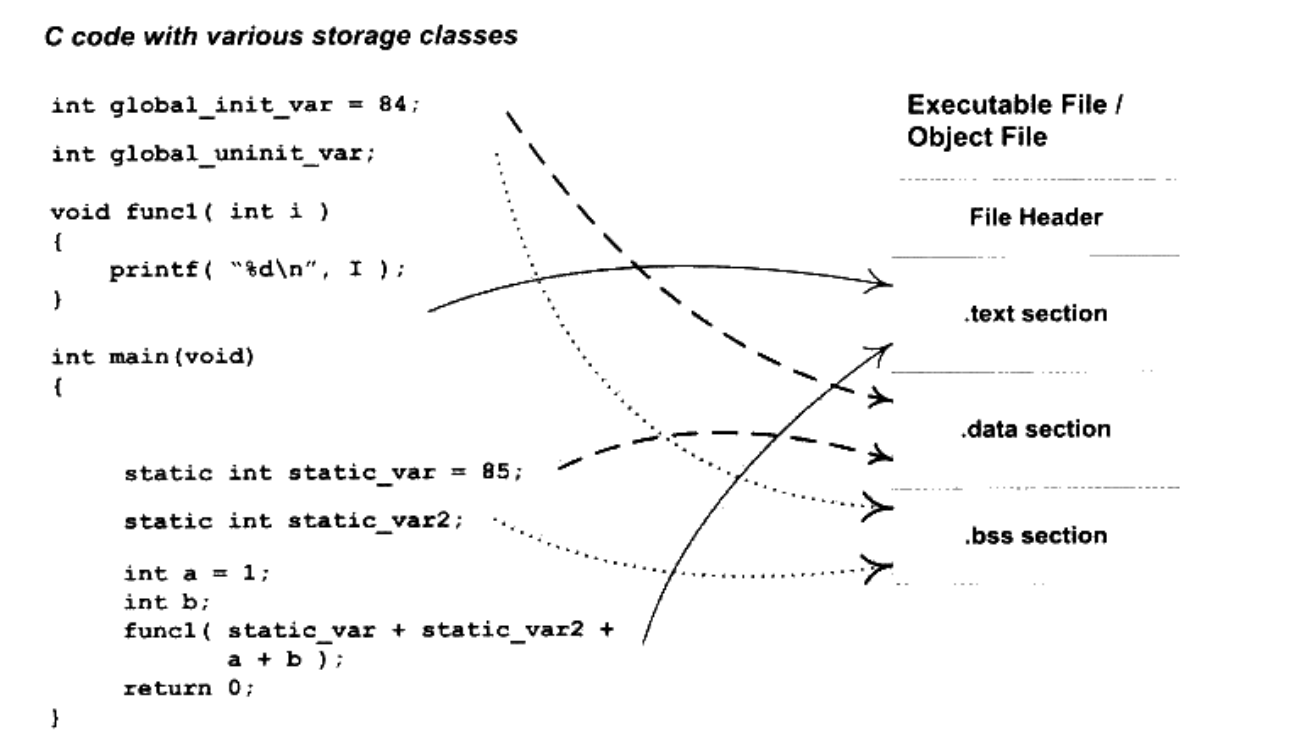 C code with various storage classes
int global_init_var = 84;
int global_uninit_var;
void func1( int i )
{
    printf( “%d\n”, I );
}
int main(void)
{
    static int static_var = 85;
    static int static_var2;
    int a = 1;
    int b;
    func1( static_var + static_var2 +
           a + b );
    return 0;
}
Executable File /
Object File
File Header
.text section
.data section
.bss section